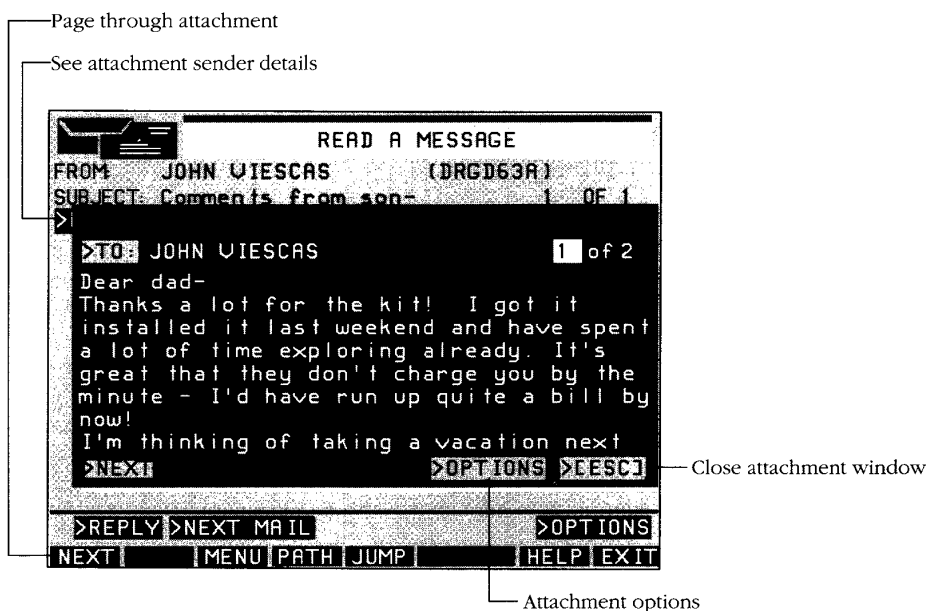 Page through attachment
See attachment sender details
READ A MESSAGE
FROM: JOHN VIESCAS (DRGD63A)
SUBJECT: Comments from son- 1 OF 1
>
>TO: JOHN VIESCAS 1 of 2
Dear dad-
Thanks a lot for the kit! I got it
installed it last weekend and have spent
a lot of time exploring already. It's
great that they don't charge you by the
minute - I'd have run up quite a bill by
now!
I'm thinking of taking a vacation next
>NEXT >OPTIONS >[ESC]
Close attachment window
>REPLY >NEXT MAIL >OPTIONS
NEXT MENU PATH JUMP HELP EXIT
Attachment options